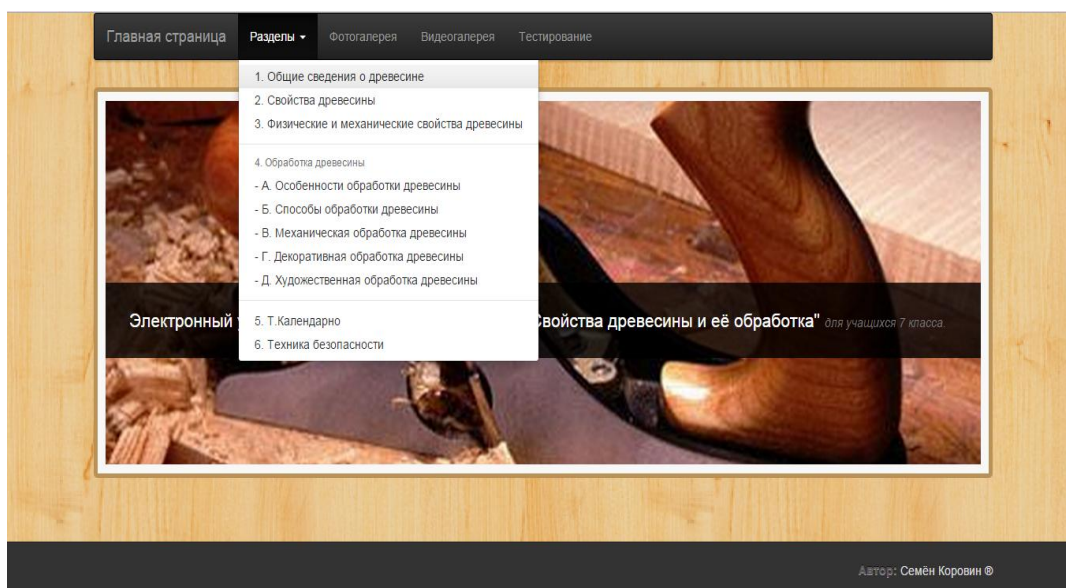 Главная страница Разделы Фотогалерея Видеогалерея Тестирование
1. Общие сведения о древесине
2. Свойства древесины
3. Физические и механические свойства древесины
4. Обработка древесины
- А. Особенности обработки древесины
- Б. Способы обработки древесины
- В. Механическая обработка древесины
- Г. Декоративная обработка древесины
- Д. Художественная обработка древесины
5. Т.Календарно
6. Техника безопасности
Электронный войства древесины и её обработка" для учащихся 7 класса.
Автор: Семён Коровин ®